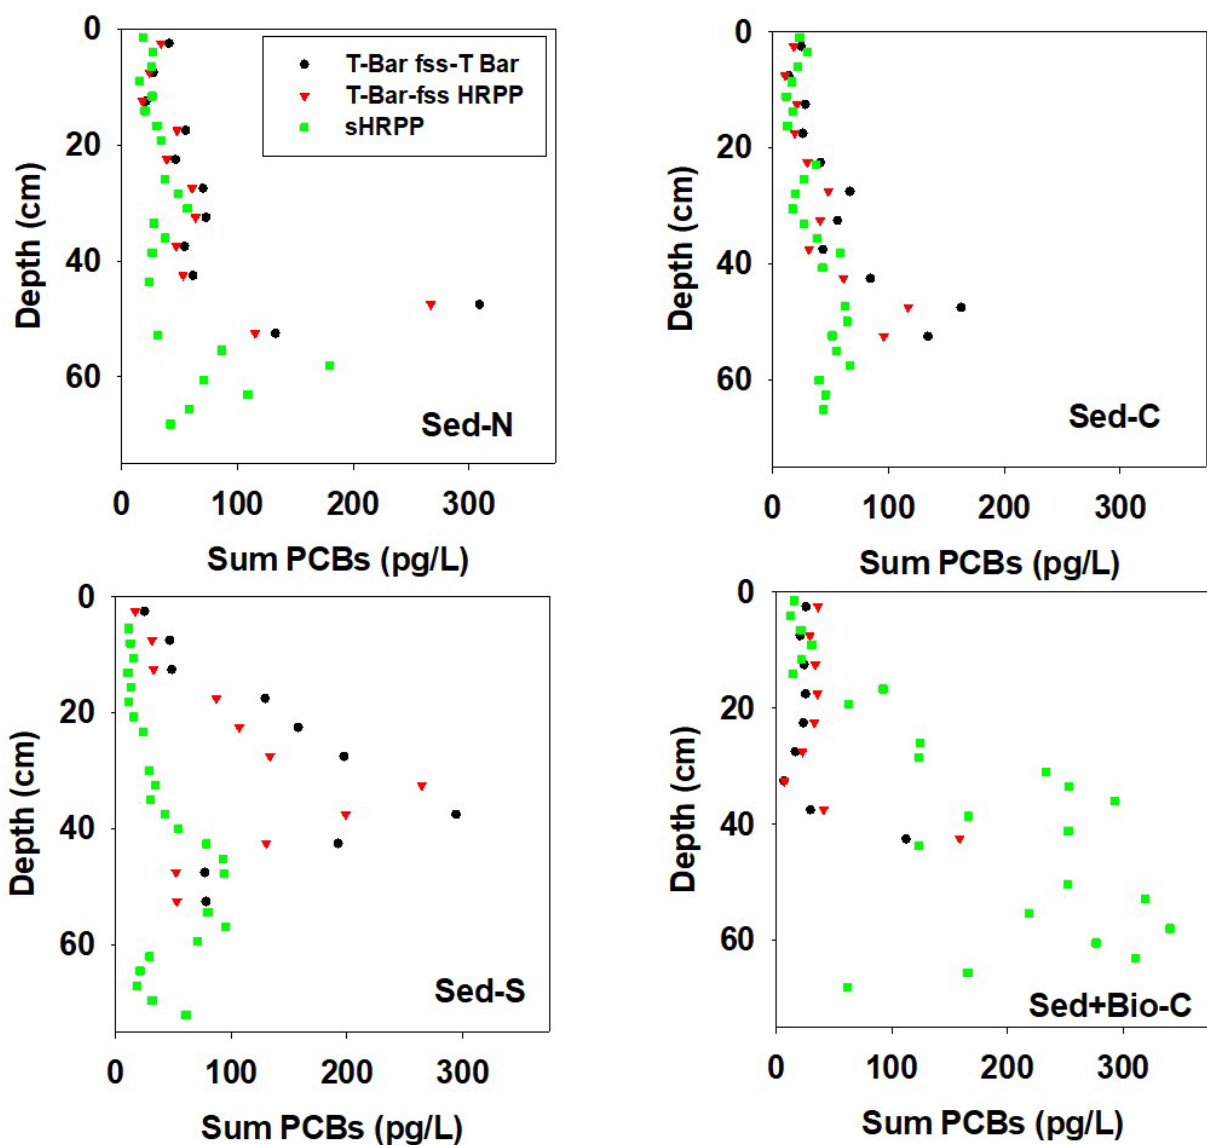 0
20
40
60
Depth (cm)
T-Bar fss-T Bar
T-Bar-fss HRPP
sHRPP
Sed-N
0 100 200 300
Sum PCBs (pg/L)
0
20
40
60
Depth (cm)
Sed-C
0 100 200 300
Sum PCBs (pg/L)
0
20
40
60
Depth (cm)
Sed-S
0 100 200 300
Sum PCBs (pg/L)
0
20
40
60
Depth (cm)
Sed+Bio-C
0 100 200 300
Sum PCBs (pg/L)